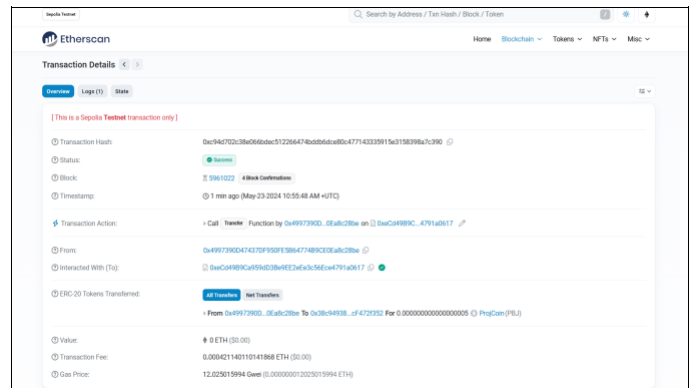 Sepolia Testnet
Search by Address / Txn Hash / Block / Token
/
Etherscan
Home Blockchain Tokens NFTs Misc
Transaction Details
Overview Logs (1) State
[ This is a Sepolia Testnet transaction only ]
Transaction Hash: 0xc94d702c38e066bdec512266474bddb6dce80c477143335915e3158398a7c390
Status: Success
Block: 5961022 4 Block Confirmations
Timestamp: 1 min ago (May-23-2024 10:55:48 AM +UTC)
Transaction Action: Call Transfer Function by 0x4997390D...0Ea8c28be on 0xeCd49B9C...4791a0617
From: 0x4997390D47437DF950FE5B64774B9CE0Ea8c28be
Interacted With (To): 0xeCd49B9Ca959dD3Be9EE2eEe3c56Ece4791a0617
ERC-20 Tokens Transferred: All Transfers Net Transfers
From 0x4997390D...0Ea8c28be To 0x38c94938...cF472f352 For 0.000000000000000005 ProjCoin (PBJ)
Value: 0 ETH ($0.00)
Transaction Fee: 0.000421140110141868 ETH ($0.00)
Gas Price: 12.025015994 Gwei (0.000000012025015994 ETH)